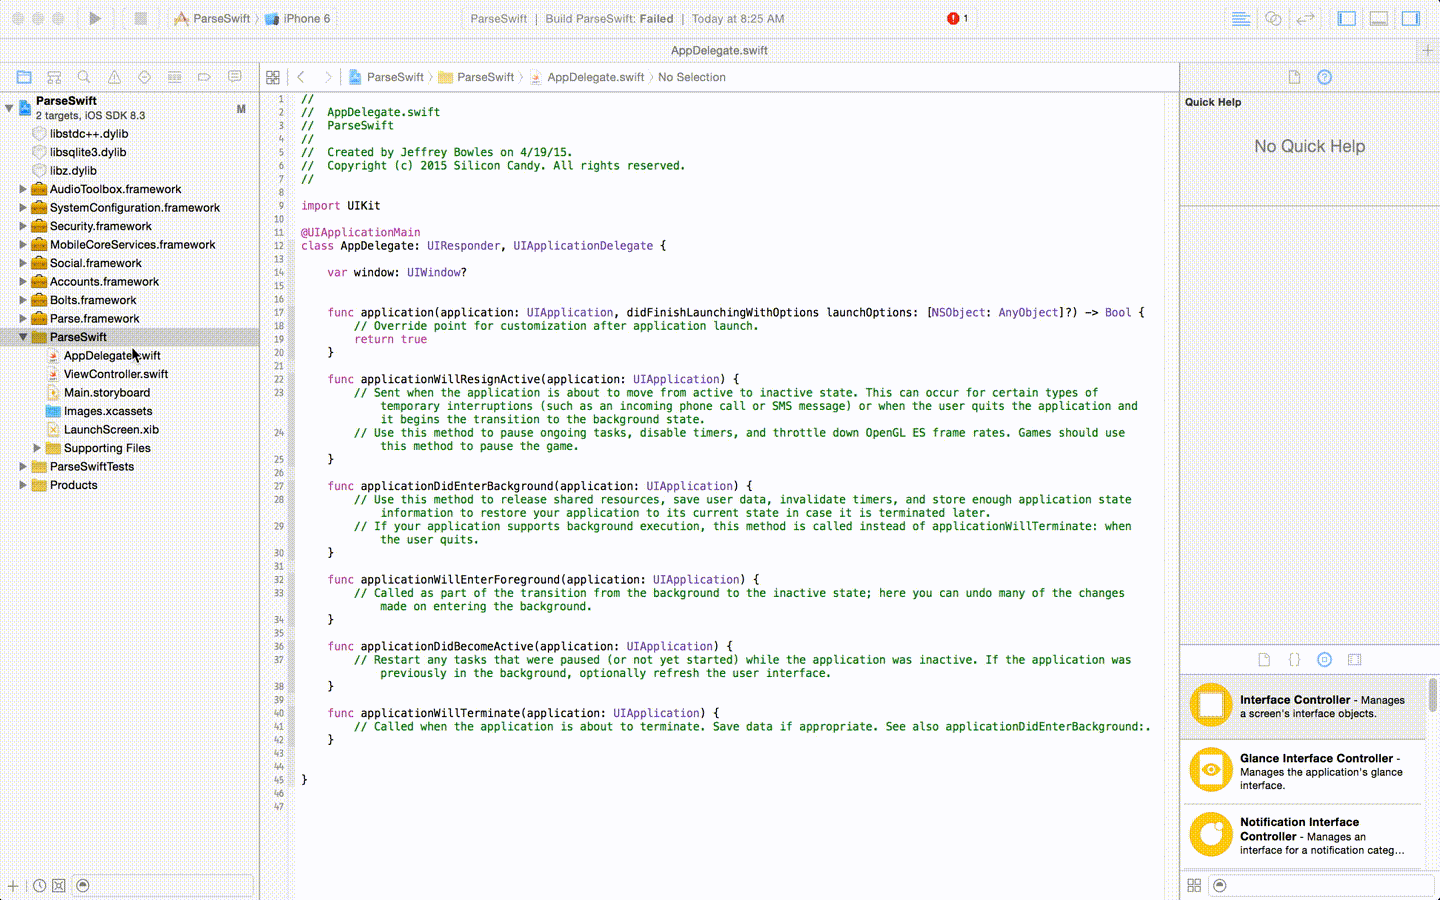 ParseSwift 〉 iPhone 6
ParseSwift | Build ParseSwift: Failed | Today at 8:25 AM
1
AppDelegate.swift
ParseSwift 〉 ParseSwift 〉 AppDelegate.swift 〉 No Selection
ParseSwift
2 targets, iOS SDK 8.3
M
libstdc++.dylib
libsqlite3.dylib
libz.dylib
AudioToolbox.framework
SystemConfiguration.framework
Security.framework
MobileCoreServices.framework
Social.framework
Accounts.framework
Bolts.framework
Parse.framework
ParseSwift
AppDelegate.swift
ViewController.swift
Main.storyboard
Images.xcassets
LaunchScreen.xib
Supporting Files
ParseSwiftTests
Products
1 //
2 // AppDelegate.swift
3 // ParseSwift
4 //
5 // Created by Jeffrey Bowles on 4/19/15.
6 // Copyright (c) 2015 Silicon Candy. All rights reserved.
7 //
8
9 import UIKit
10
11 @UIApplicationMain
12 class AppDelegate: UIResponder, UIApplicationDelegate {
13
14 var window: UIWindow?
15
16
17 func application(application: UIApplication, didFinishLaunchingWithOptions launchOptions: [NSObject: AnyObject]?) -> Bool {
18 // Override point for customization after application launch.
19 return true
20 }
21
22 func applicationWillResignActive(application: UIApplication) {
23 // Sent when the application is about to move from active to inactive state. This can occur for certain types of
temporary interruptions (such as an incoming phone call or SMS message) or when the user quits the application and
it begins the transition to the background state.
24 // Use this method to pause ongoing tasks, disable timers, and throttle down OpenGL ES frame rates. Games should use
this method to pause the game.
25 }
26
27 func applicationDidEnterBackground(application: UIApplication) {
28 // Use this method to release shared resources, save user data, invalidate timers, and store enough application state
information to restore your application to its current state in case it is terminated later.
29 // If your application supports background execution, this method is called instead of applicationWillTerminate: when
the user quits.
30 }
31
32 func applicationWillEnterForeground(application: UIApplication) {
33 // Called as part of the transition from the background to the inactive state; here you can undo many of the changes
made on entering the background.
34 }
35
36 func applicationDidBecomeActive(application: UIApplication) {
37 // Restart any tasks that were paused (or not yet started) while the application was inactive. If the application was
previously in the background, optionally refresh the user interface.
38 }
39
40 func applicationWillTerminate(application: UIApplication) {
41 // Called when the application is about to terminate. Save data if appropriate. See also applicationDidEnterBackground:.
42 }
43
44
45 }
46
47
Quick Help
No Quick Help
Interface Controller - Manages
a screen's interface objects.
Glance Interface Controller -
Manages the application's glance
interface.
Notification Interface
Controller - Manages an
interface for a notification categ...